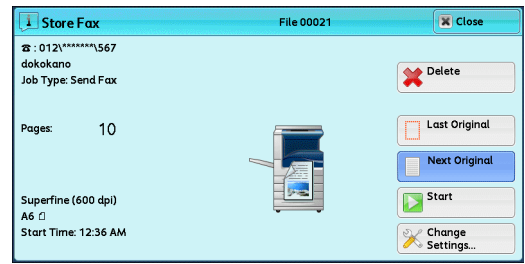 Store Fax
File 00021
Close
☎ : 012\*******\567
dokokano
Job Type: Send Fax
Delete
Pages: 10
Last Original
Next Original
Superfine (600 dpi)
Start
A6
Start Time: 12:36 AM
Change
Settings...